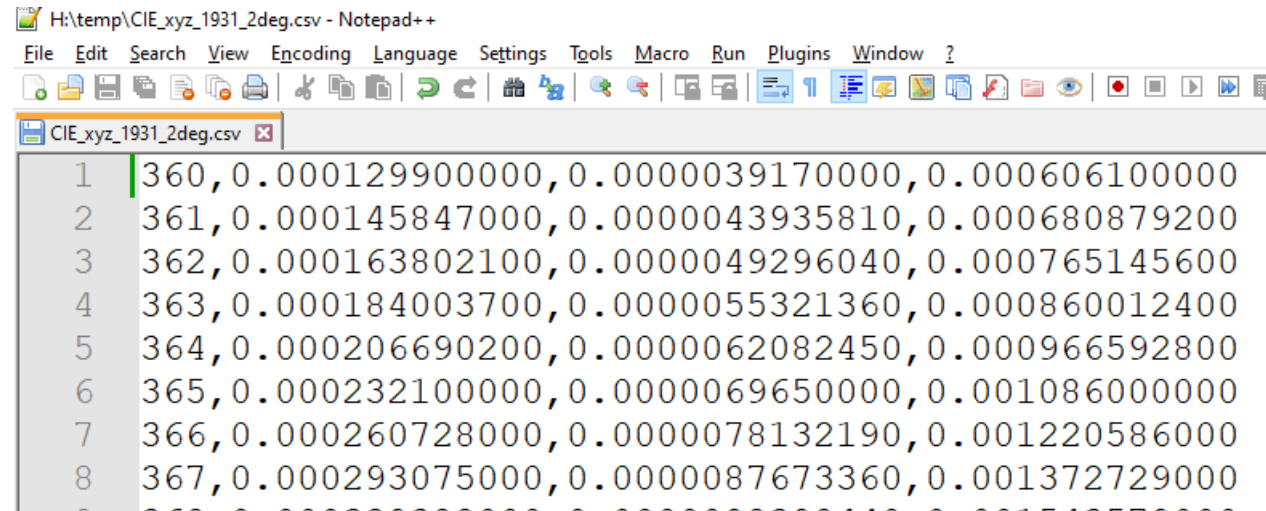 H:\temp\CIE_xyz_1931_2deg.csv - Notepad++
File Edit Search View Encoding Language Settings Tools Macro Run Plugins Window ?
CIE_xyz_1931_2deg.csv
1 360,0.000129900000,0.0000039170000,0.000606100000
2 361,0.000145847000,0.0000043935810,0.000680879200
3 362,0.000163802100,0.0000049296040,0.000765145600
4 363,0.000184003700,0.0000055321360,0.000860012400
5 364,0.000206690200,0.0000062082450,0.000966592800
6 365,0.000232100000,0.0000069650000,0.001086000000
7 366,0.000260728000,0.0000078132190,0.001220586000
8 367,0.000293075000,0.0000087673360,0.001372729000